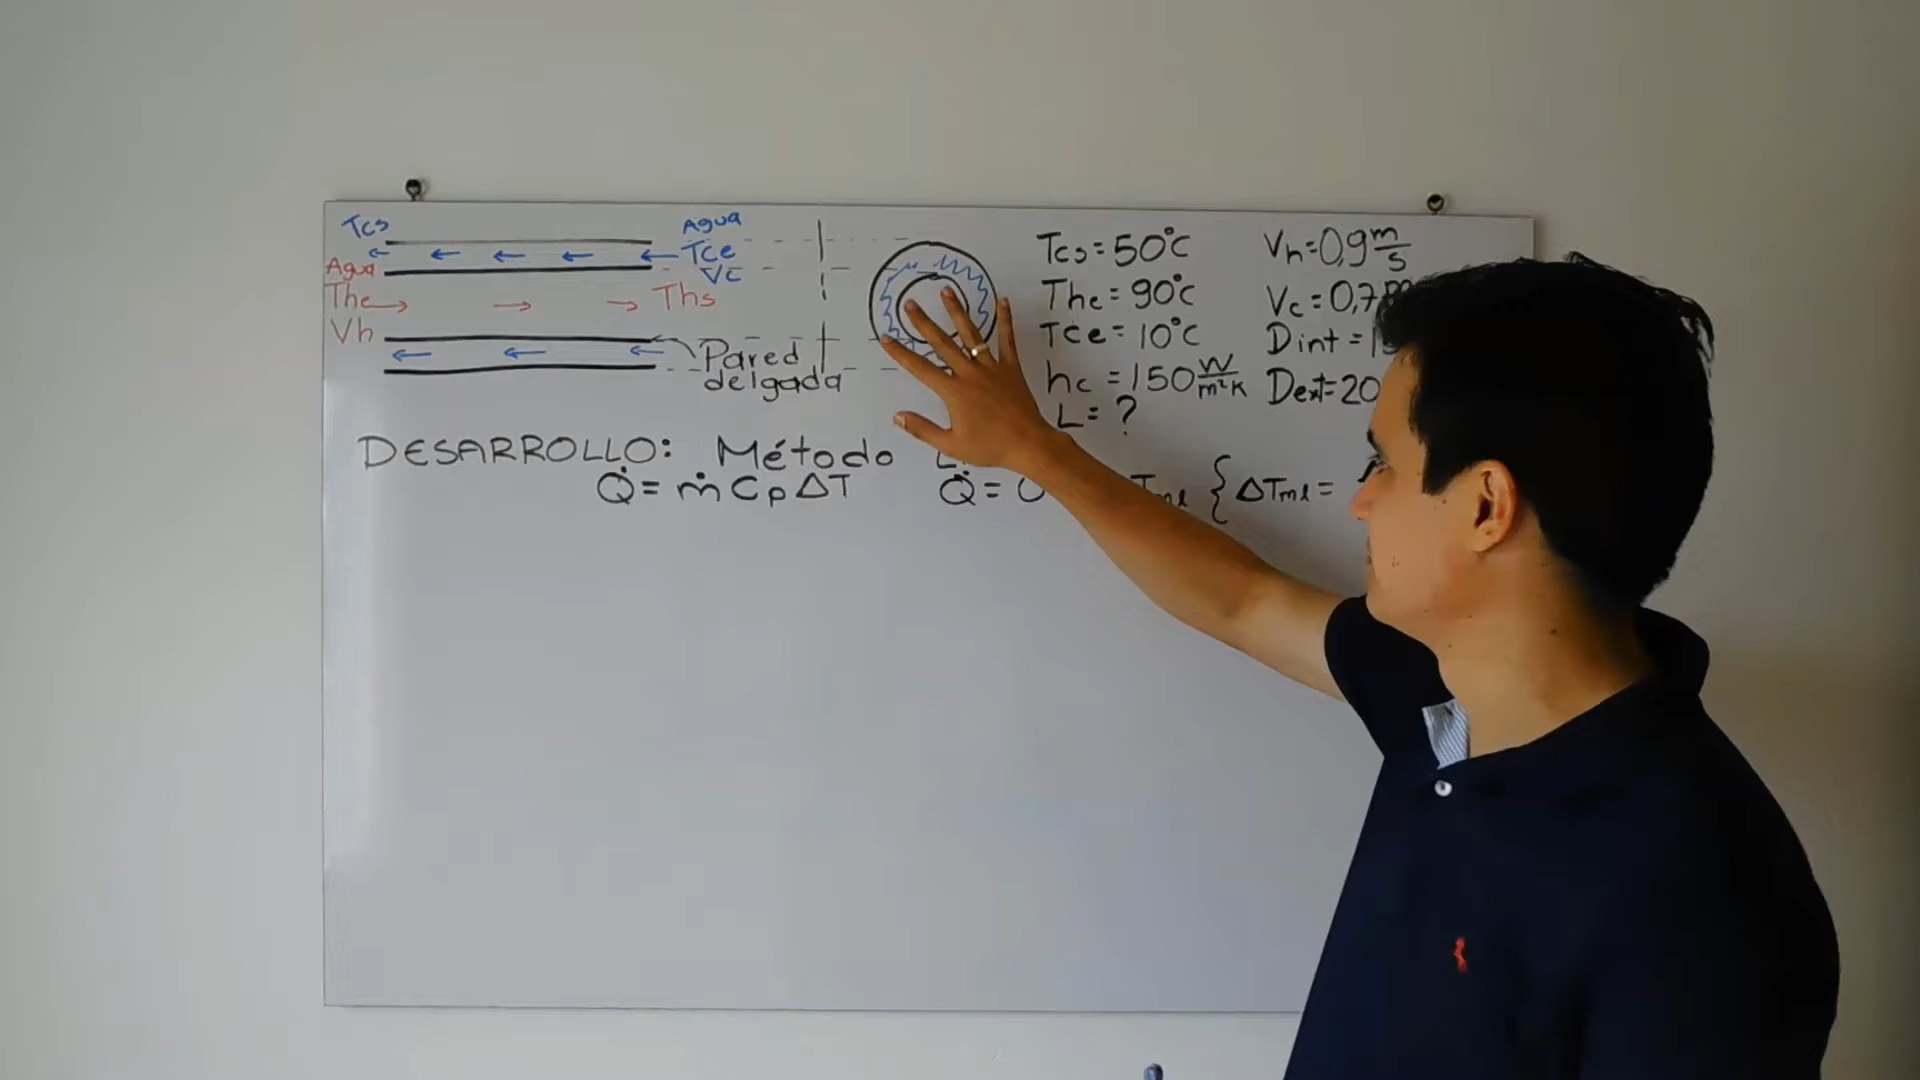 Tcs
Agua
Tce
Vc
Agua
The
Ths
Vh
Pared
delgada
Tcs = 50°C
The = 90°C
Tce = 10°C
hc = 150 W/m²K
L = ?
Vh = 0,9 m/s
Vc = 0,7
Dint = 1
Dext = 20
DESARROLLO: Método
Q̇ = ṁ Cp ΔT
Q̇ =
{ ΔTml =